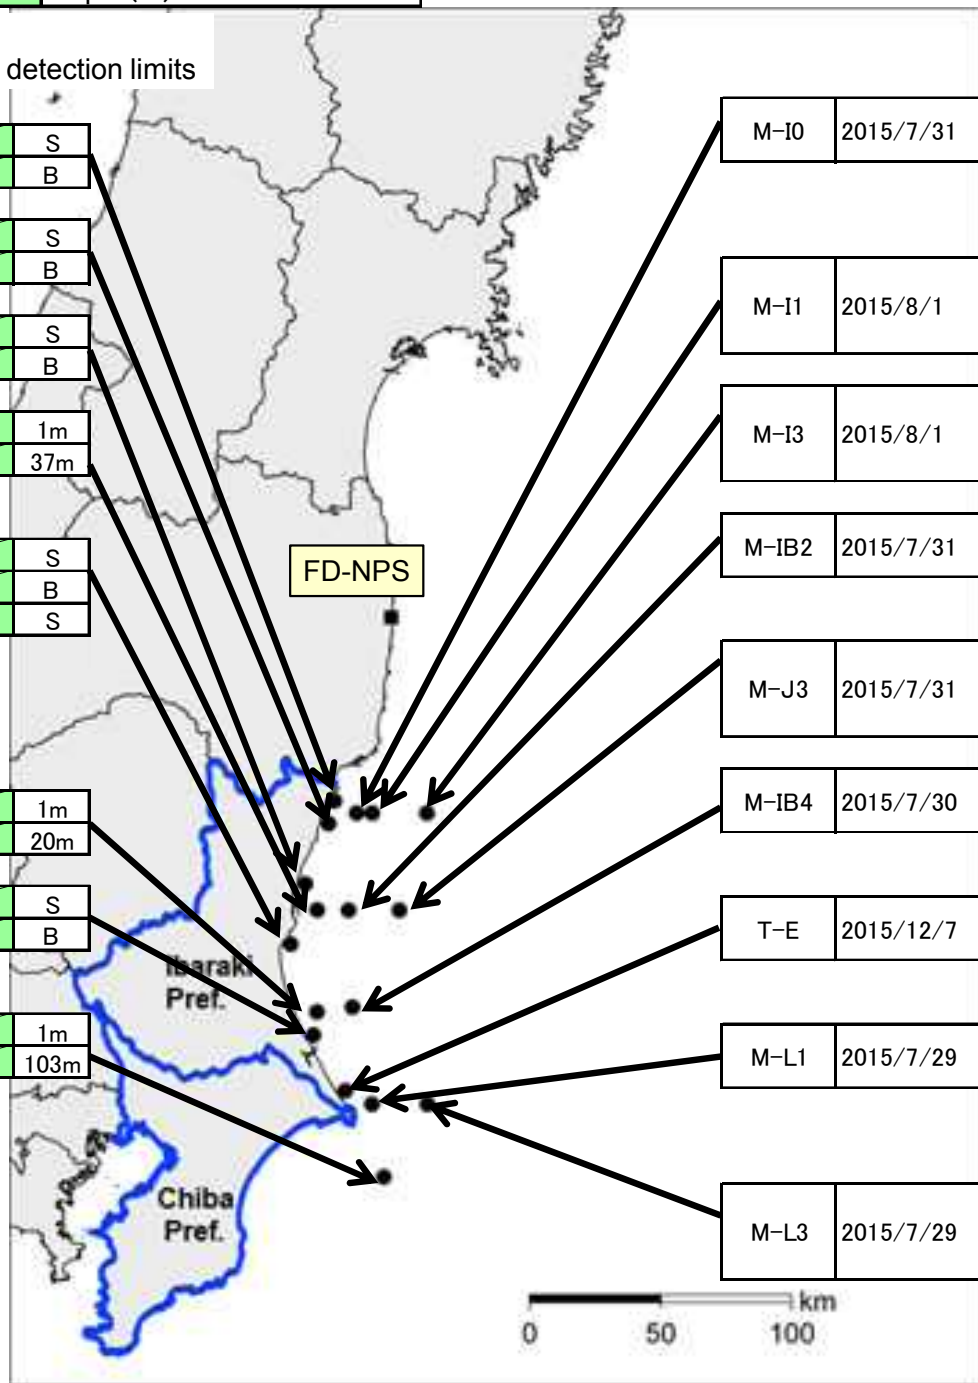 detection limits
S
B
S
B
S
B
1m
37m
S
B
S
1m
20m
S
B
1m
103m
FD-NPS
Ibaraki
Pref.
Chiba
Pref.
M-I0 2015/7/31
M-I1 2015/8/1
M-I3 2015/8/1
M-IB2 2015/7/31
M-J3 2015/7/31
M-IB4 2015/7/30
T-E 2015/12/7
M-L1 2015/7/29
M-L3 2015/7/29
km
0 50 100